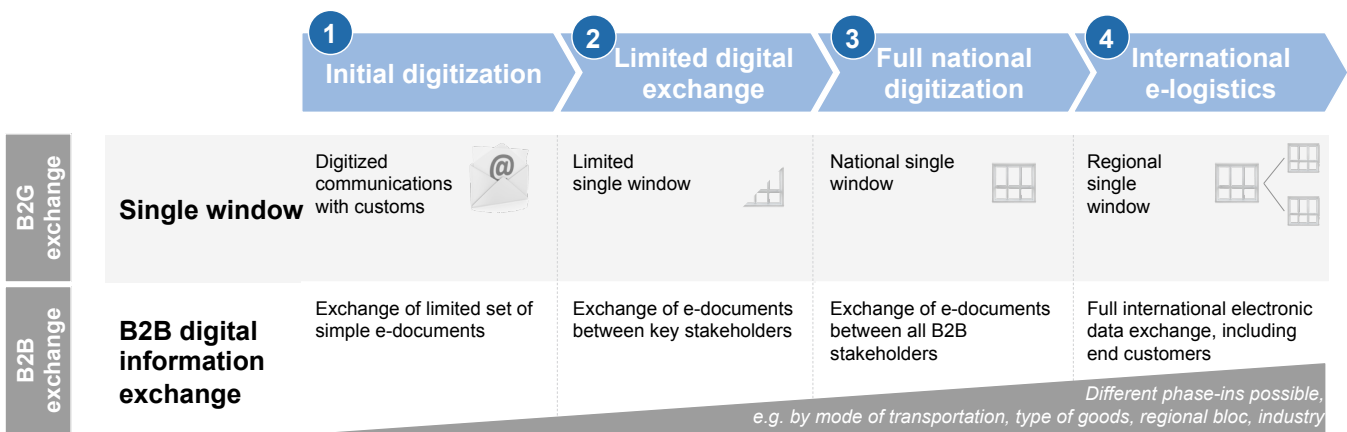 1
Initial digitization
2
Limited digital
exchange
3
Full national
digitization
4
International
e-logistics
B2G
exchange
Single window
Digitized
communications
with customs
@
Limited
single window
National single
window
Regional
single
window
B2B
exchange
B2B digital
information
exchange
Exchange of limited set of
simple e-documents
Exchange of e-documents
between key stakeholders
Exchange of e-documents
between all B2B
stakeholders
Full international electronic
data exchange, including
end customers
Different phase-ins possible,
e.g. by mode of transportation, type of goods, regional bloc, industry